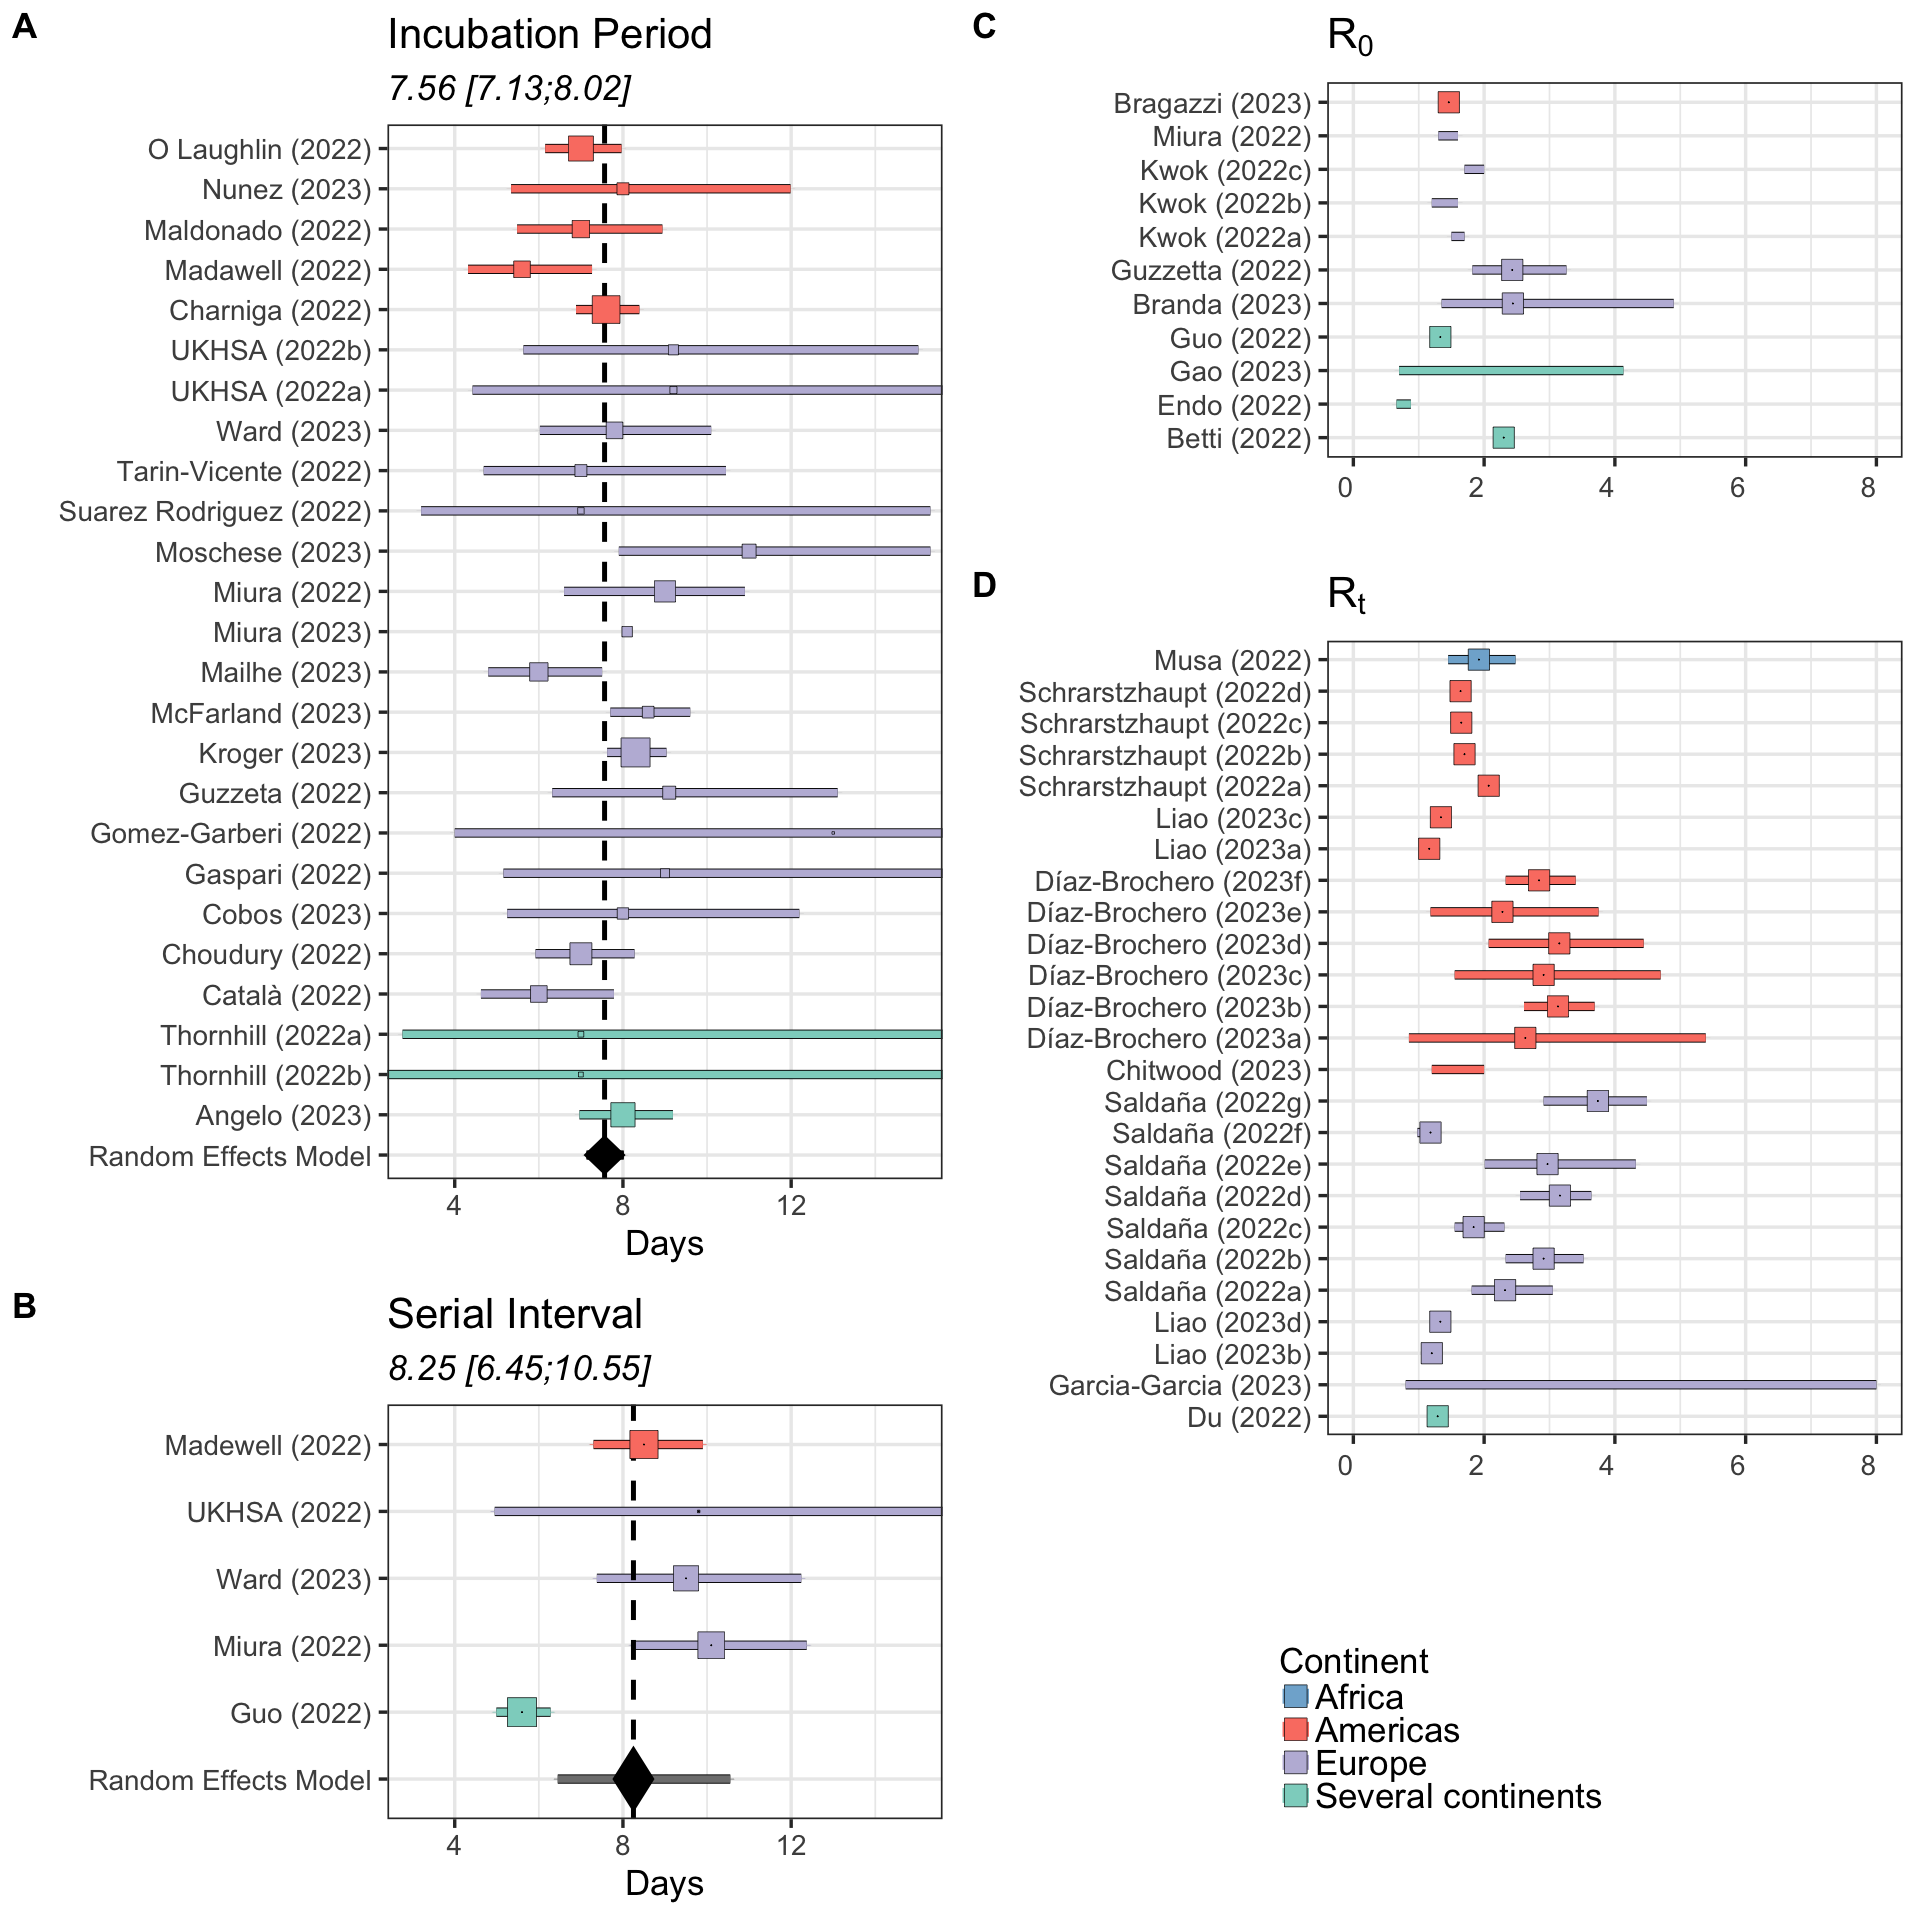 A
Incubation Period
7.56 [7.13;8.02]
O Laughlin (2022)
Nunez (2023)
Maldonado (2022)
Madawell (2022)
Charniga (2022)
UKHSA (2022b)
UKHSA (2022a)
Ward (2023)
Tarin-Vicente (2022)
Suarez Rodriguez (2022)
Moschese (2023)
Miura (2022)
Miura (2023)
Mailhe (2023)
McFarland (2023)
Kroger (2023)
Guzzeta (2022)
Gomez-Garberi (2022)
Gaspari (2022)
Cobos (2023)
Choudury (2022)
Català (2022)
Thornhill (2022a)
Thornhill (2022b)
Angelo (2023)
Random Effects Model
4 8 12
Days
B
Serial Interval
8.25 [6.45;10.55]
Madewell (2022)
UKHSA (2022)
Ward (2023)
Miura (2022)
Guo (2022)
Random Effects Model
4 8 12
Days
C
R0
Bragazzi (2023)
Miura (2022)
Kwok (2022c)
Kwok (2022b)
Kwok (2022a)
Guzzetta (2022)
Branda (2023)
Guo (2022)
Gao (2023)
Endo (2022)
Betti (2022)
0 2 4 6 8
D
Rt
Musa (2022)
Schrarstzhaupt (2022d)
Schrarstzhaupt (2022c)
Schrarstzhaupt (2022b)
Schrarstzhaupt (2022a)
Liao (2023c)
Liao (2023a)
Díaz-Brochero (2023f)
Díaz-Brochero (2023e)
Díaz-Brochero (2023d)
Díaz-Brochero (2023c)
Díaz-Brochero (2023b)
Díaz-Brochero (2023a)
Chitwood (2023)
Saldaña (2022g)
Saldaña (2022f)
Saldaña (2022e)
Saldaña (2022d)
Saldaña (2022c)
Saldaña (2022b)
Saldaña (2022a)
Liao (2023d)
Liao (2023b)
Garcia-Garcia (2023)
Du (2022)
0 2 4 6 8
Continent
Africa
Americas
Europe
Several continents